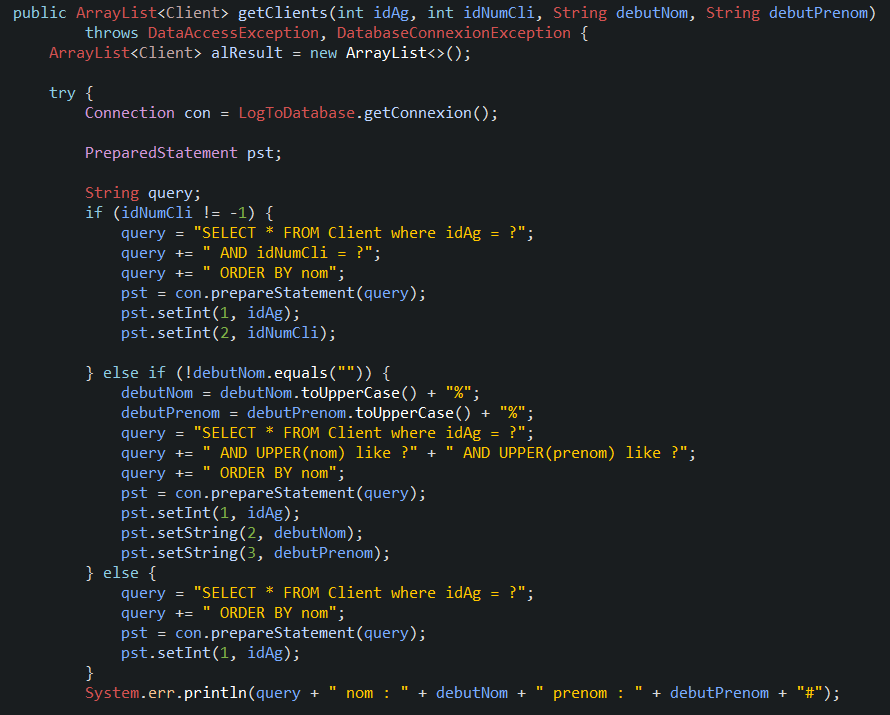 public ArrayList<Client> getClients(int idAg, int idNumCli, String debutNom, String debutPrenom)
        throws DataAccessException, DatabaseConnexionException {
    ArrayList<Client> alResult = new ArrayList<>();

    try {
        Connection con = LogToDatabase.getConnexion();

        PreparedStatement pst;

        String query;
        if (idNumCli != -1) {
            query = "SELECT * FROM Client where idAg = ?";
            query += " AND idNumCli = ?";
            query += " ORDER BY nom";
            pst = con.prepareStatement(query);
            pst.setInt(1, idAg);
            pst.setInt(2, idNumCli);

        } else if (!debutNom.equals("")) {
            debutNom = debutNom.toUpperCase() + "%";
            debutPrenom = debutPrenom.toUpperCase() + "%";
            query = "SELECT * FROM Client where idAg = ?";
            query += " AND UPPER(nom) like ?" + " AND UPPER(prenom) like ?";
            query += " ORDER BY nom";
            pst = con.prepareStatement(query);
            pst.setInt(1, idAg);
            pst.setString(2, debutNom);
            pst.setString(3, debutPrenom);
        } else {
            query = "SELECT * FROM Client where idAg = ?";
            query += " ORDER BY nom";
            pst = con.prepareStatement(query);
            pst.setInt(1, idAg);
        }
        System.err.println(query + " nom : " + debutNom + " prenom : " + debutPrenom + "#");